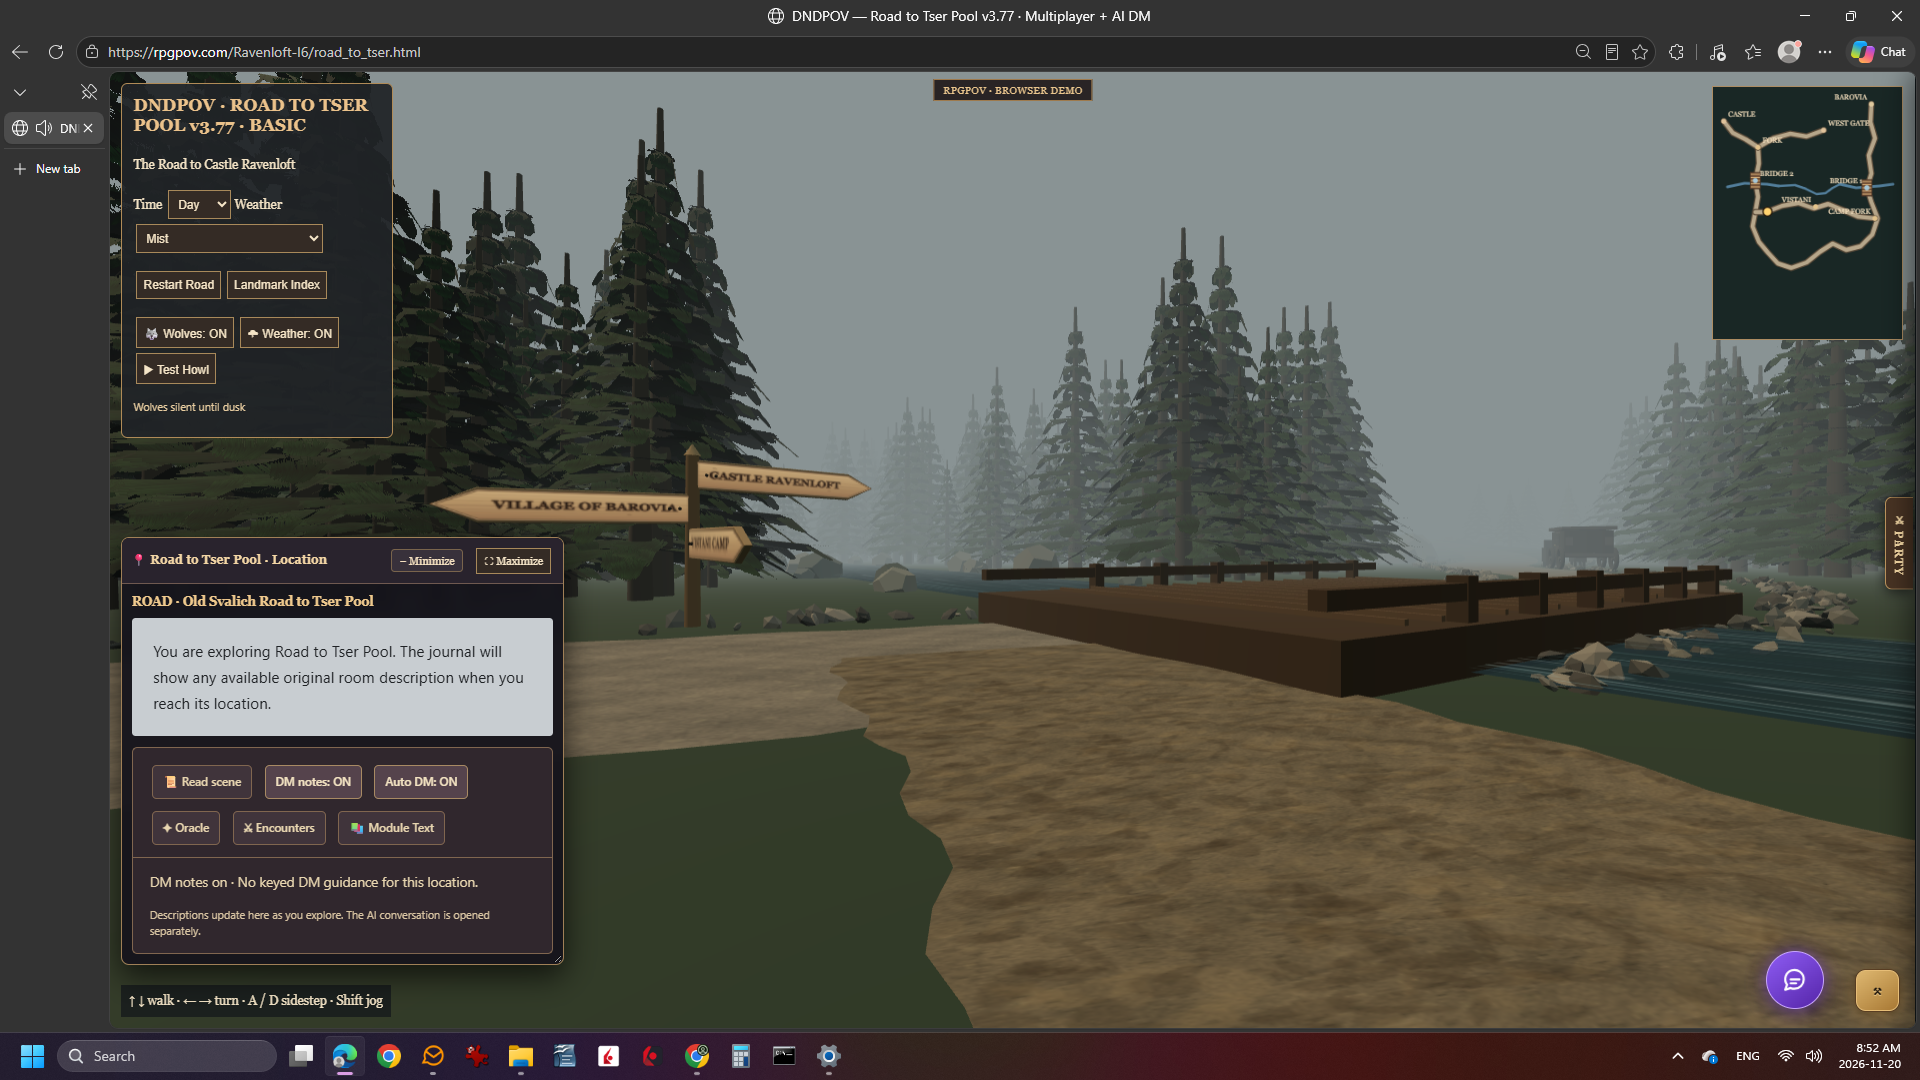 DNDPOV — Road to Tser Pool v3.77 · Multiplayer + AI DM
https://rpgpov.com/Ravenloft-I6/road_to_tser.html
Chat
DN
New tab
DNDPOV · ROAD TO TSER
POOL v3.77 · BASIC
The Road to Castle Ravenloft
Time Day Weather
Mist
Restart Road Landmark Index
Wolves: ON Weather: ON
Test Howl
Wolves silent until dusk
RPGPOV · BROWSER DEMO
BAROVIA
CASTLE
WEST GATE
FORK
BRIDGE 2
BRIDGE
VISTANI
CAMP FORK
·GASTLE RAVENLOFT
VILLAGE OF BAROVIA·
CAMP
PARTY
Road to Tser Pool · Location – Minimize Maximize
ROAD · Old Svalich Road to Tser Pool
You are exploring Road to Tser Pool. The journal will
show any available original room description when you
reach its location.
Read scene DM notes: ON Auto DM: ON
Oracle Encounters Module Text
DM notes on · No keyed DM guidance for this location.
Descriptions update here as you explore. The AI conversation is opened
separately.
↑↓ walk · ←→ turn · A / D sidestep · Shift jog
Search
ENG
8:52 AM
2026-11-20